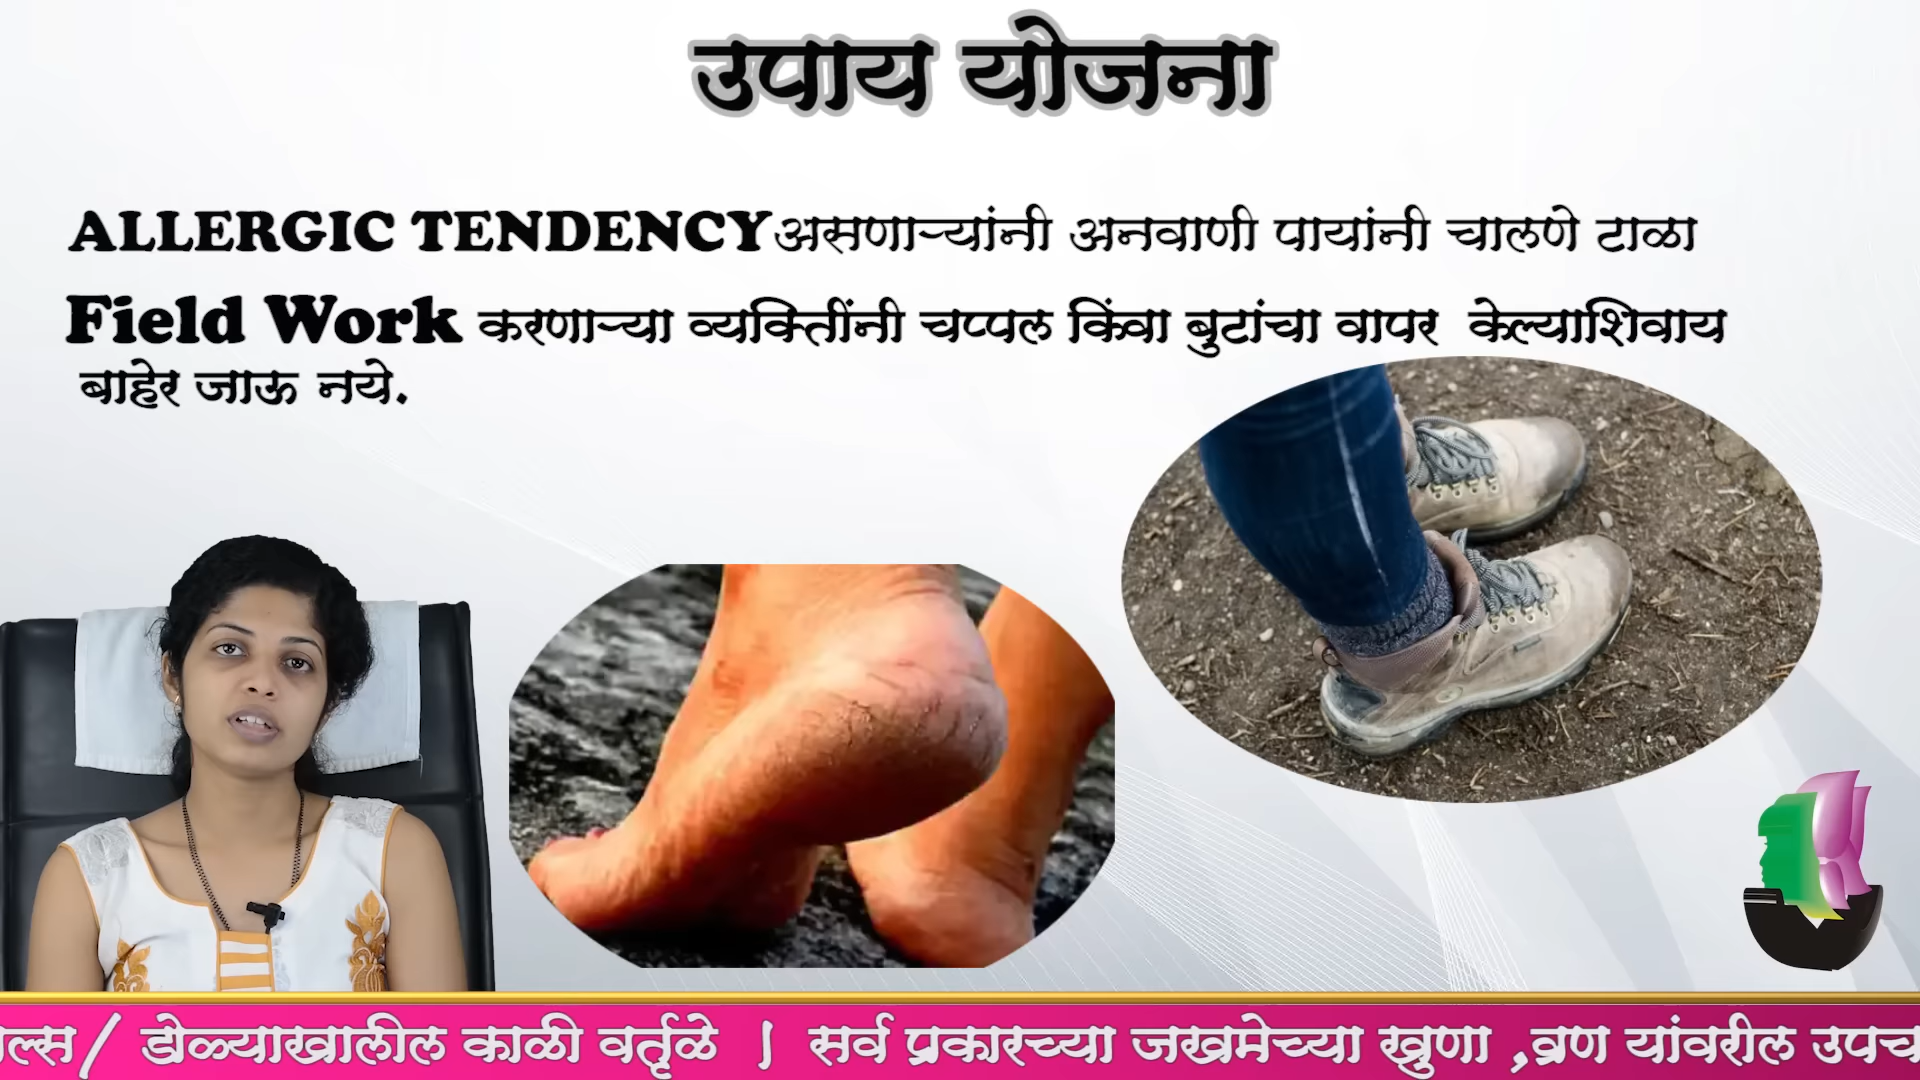 उपाय योजना
ALLERGIC TENDENCY असणाऱ्यांनी अनवाणी पायांनी चालणे टाळा
Field Work करणाऱ्या व्यक्तिंनी चप्पल किंवा बुटांचा वापर केल्याशिवाय
बाहेर जाऊ नये.
डोळ्याखालील काळी वर्तृळे | सर्व प्रकारच्या जखमेच्या खुणा ,व्रण यांवरील